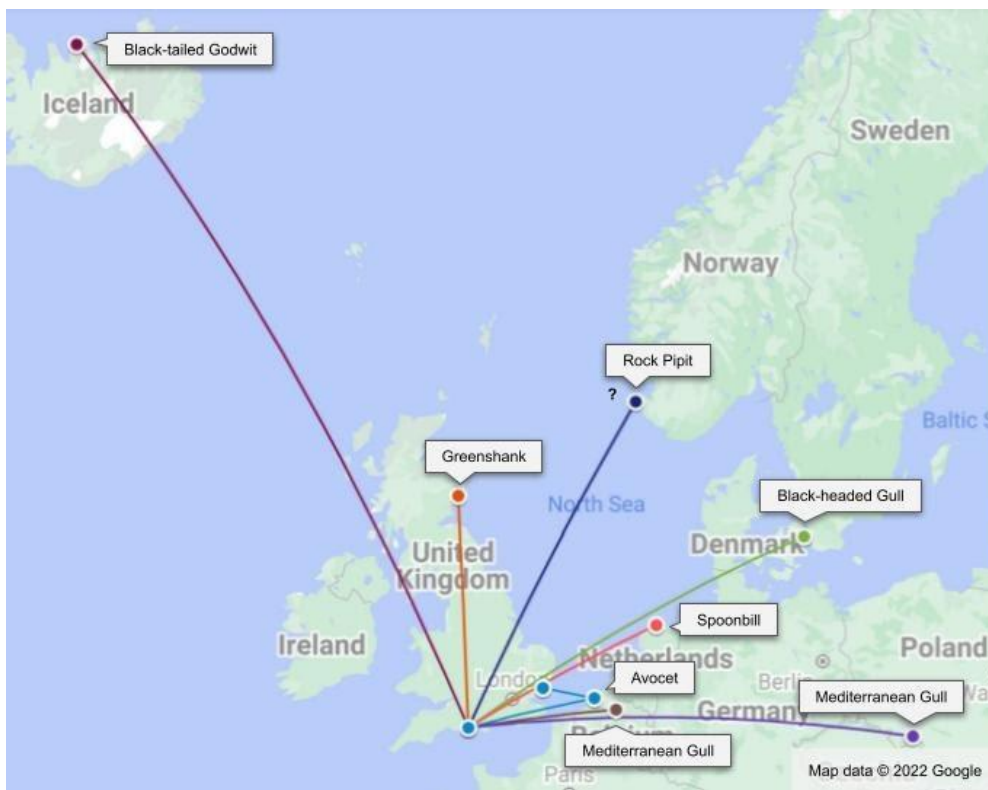 Black-tailed Godwit
Iceland
Sweden
Norway
Rock Pipit
?
Baltic S
Greenshank
North Sea
Black-headed Gull
Denmark
United
Kingdom
Ireland
Spoonbill
Netherlands
Poland
London
Avocet
Berlin
Mediterranean Gull
Germany
Mediterranean Gull
Paris
Map data © 2022 Google